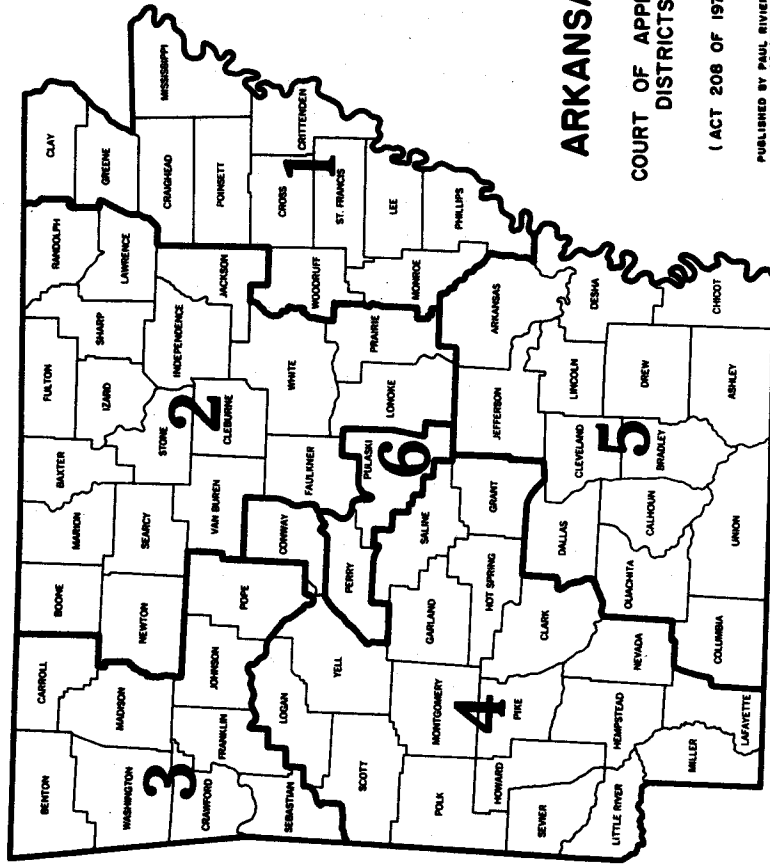 ARKANSA
COURT OF APP
DISTRICTS
( ACT 208 OF 197
PUBLISHED BY PAUL RIVIER
BENTON
CARROLL
BOONE
MARION
BAXTER
FULTON
RANDOLPH
CLAY
GREENE
WASHINGTON
MADISON
NEWTON
SEARCY
STONE
IZARD
SHARP
LAWRENCE
CRAIGHEAD
MISSISSIPPI
3
CRAWFORD
FRANKLIN
JOHNSON
POPE
VAN BUREN
2
CLEBURNE
INDEPENDENCE
JACKSON
POINSETT
SEBASTIAN
LOGAN
CONWAY
FAULKNER
WHITE
WOODRUFF
CROSS
1
CRITTENDEN
ST. FRANCIS
SCOTT
YELL
PERRY
PULASKI
6
LONOKE
PRAIRIE
MONROE
LEE
PHILLIPS
POLK
MONTGOMERY
GARLAND
SALINE
4
HOWARD
PIKE
HOT SPRING
GRANT
JEFFERSON
ARKANSAS
SEVIER
CLARK
DALLAS
CLEVELAND
LINCOLN
DESHA
5
LITTLE RIVER
HEMPSTEAD
NEVADA
OUACHITA
CALHOUN
BRADLEY
DREW
MILLER
LAFAYETTE
COLUMBIA
UNION
ASHLEY
CHICOT